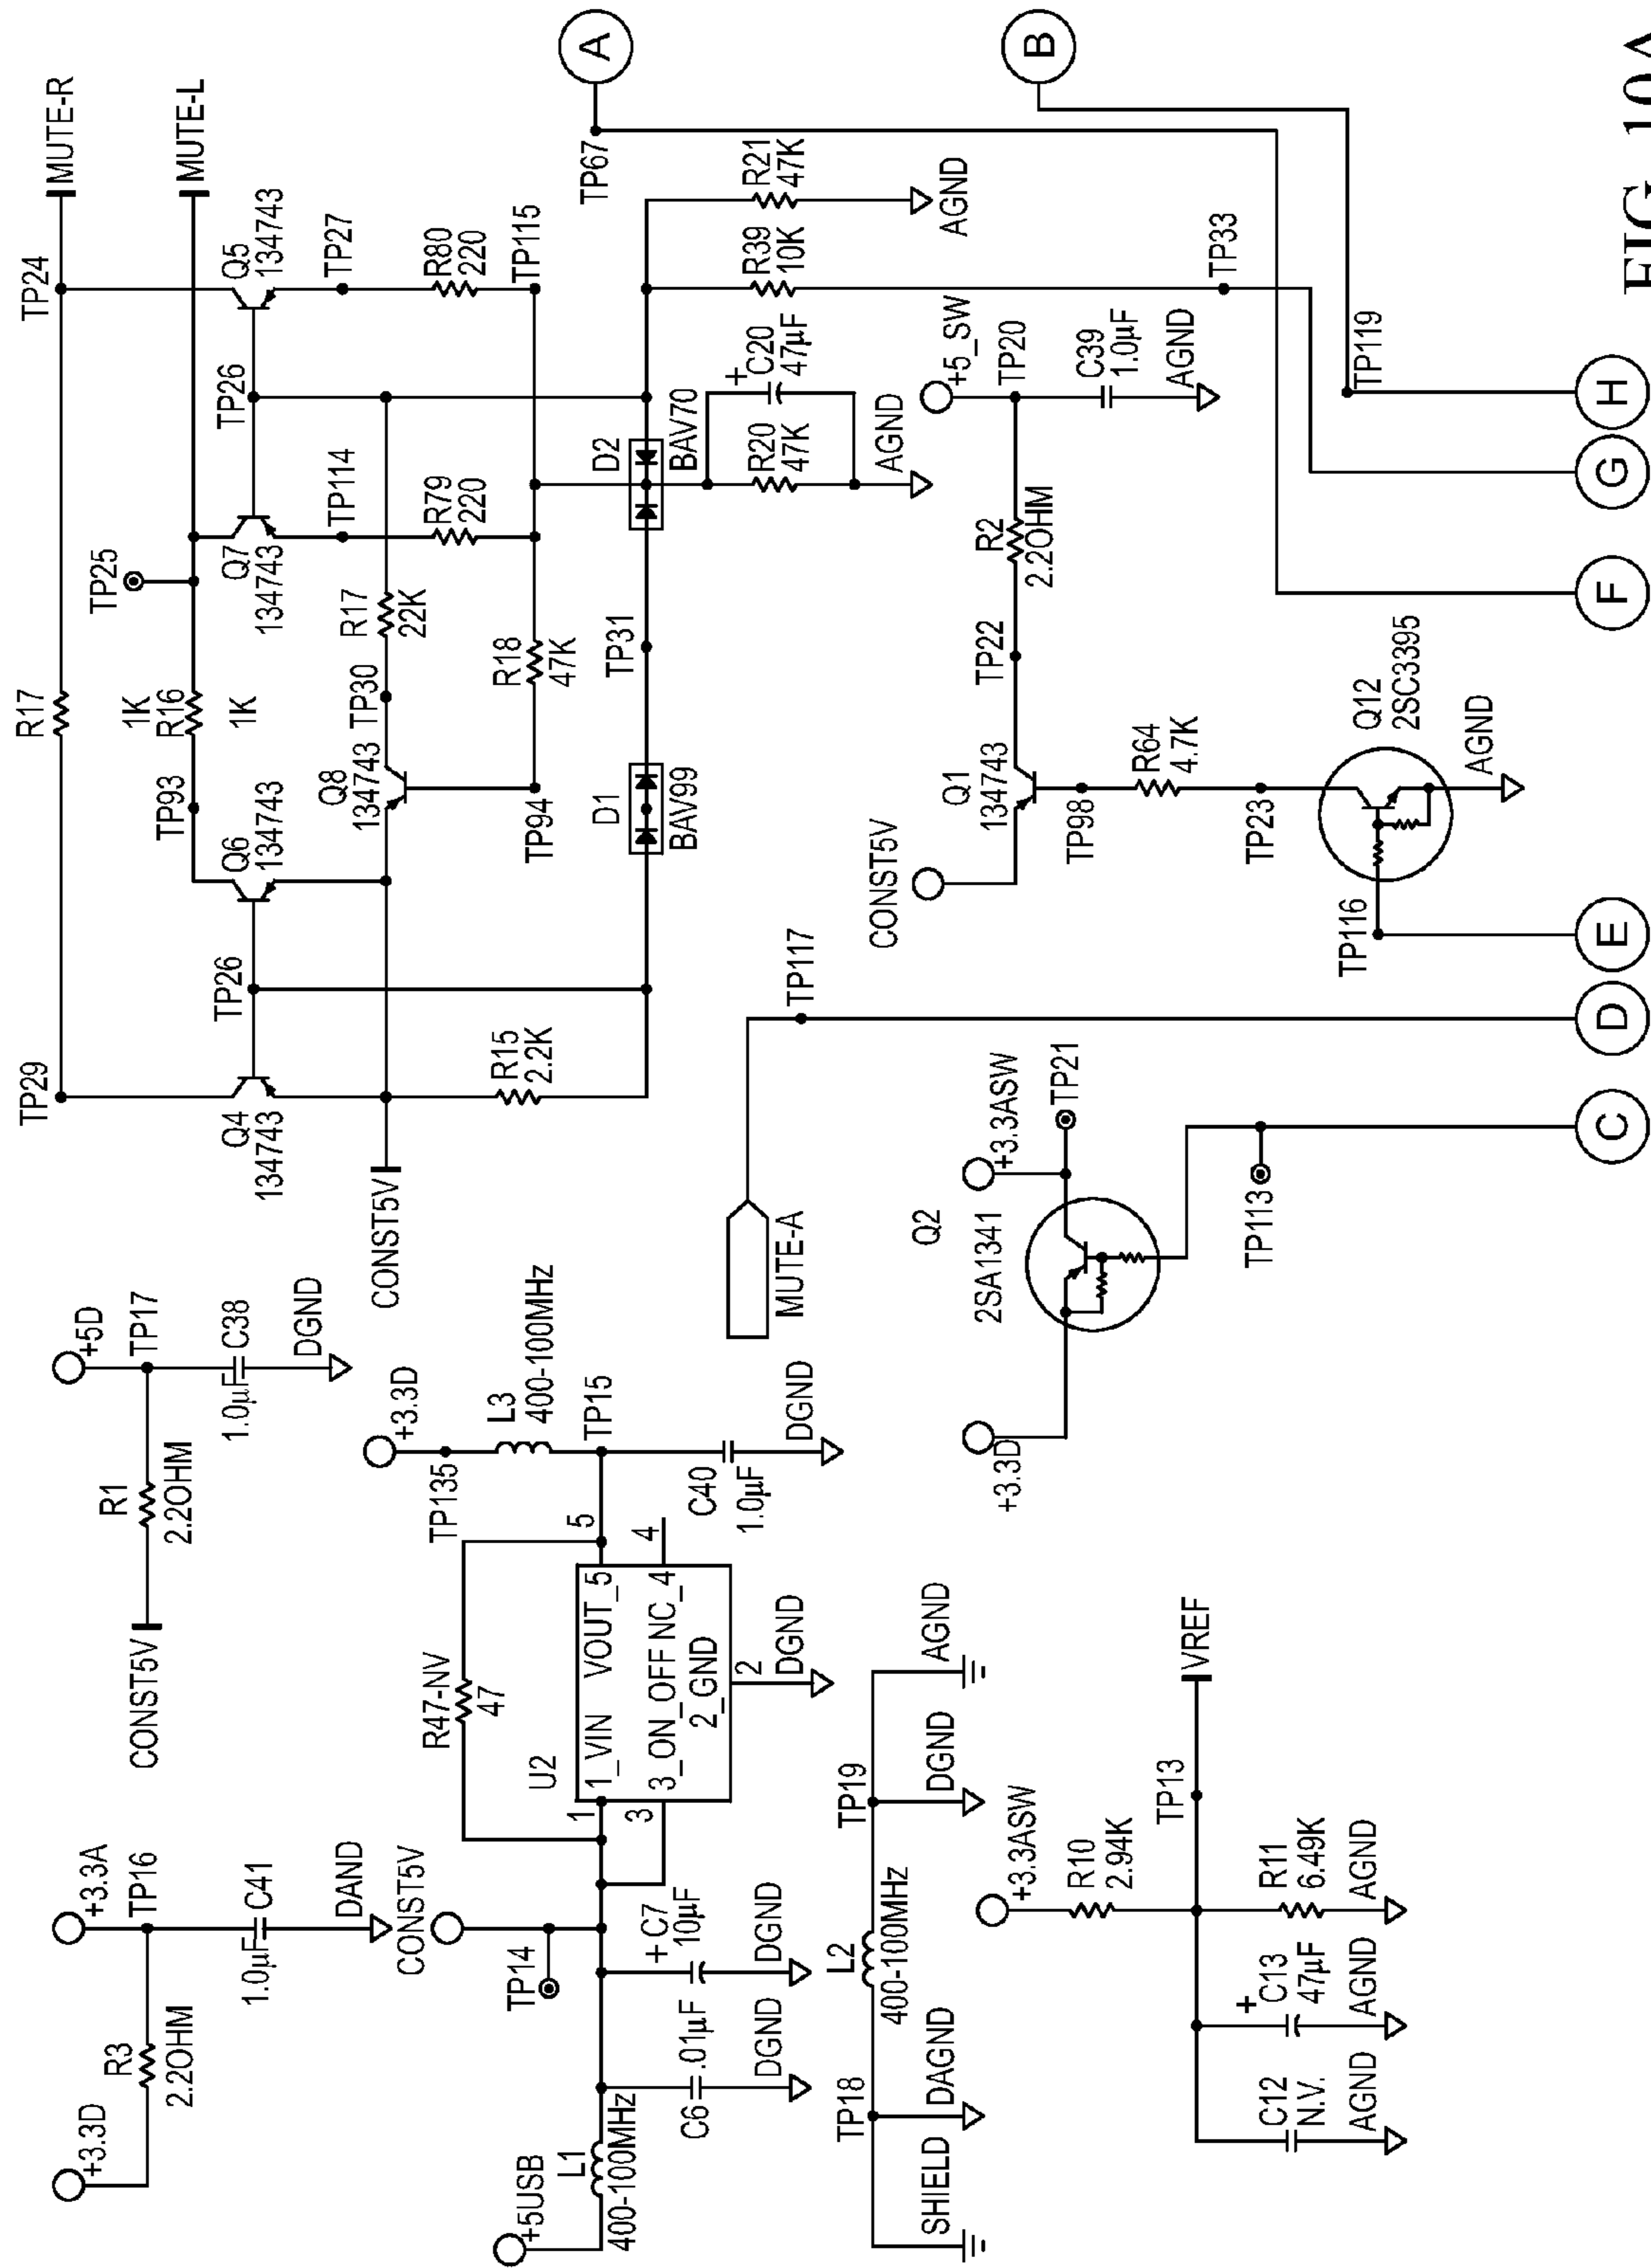 +3.3D
R3
2.2OHM
+3.3A
TP16
1.0µF
C41
DAND
CONST5V
R1
2.2OHM
+5D
TP17
1.0µF
C38
DGND
+5USB
L1
400-100MHz
C6
.01µF
DGND
TP14
CONST5V
+ C7
10µF
DGND
U2
R47-NV
47
1
3
1_VIN
VOUT_5
3_ON_OFF
NC_4
2_GND
2
DGND
5
4
TP135
+3.3D
L3
400-100MHz
TP15
C40
1.0µF
DGND
SHIELD
TP18
DAGND
L2
400-100MHz
TP19
DGND
AGND
+3.3ASW
R10
2.94K
TP13
VREF
C12
N.V.
AGND
+
C13
47µF
AGND
R11
6.49K
AGND
TP29
R17
1K
TP24
MUTE-R
Q4
134743
TP26
Q6
134743
TP93
R16
1K
TP25
MUTE-L
Q7
134743
TP26
Q5
134743
CONST5V
R15
2.2K
Q8
134743
TP30
R17
22K
TP114
TP27
R79
220
R80
220
TP115
TP94
R18
47K
D1
BAV99
TP31
D2
BAV70
R20
47K
+
C20
47µF
AGND
R39
10K
R21
47K
AGND
TP67
A
B
MUTE-A
TP117
CONST5V
Q1
134743
TP22
R2
2.2OHM
+5_SW
TP20
C39
1.0µF
AGND
TP98
R64
4.7K
TP23
TP116
Q12
2SC3395
AGND
TP33
TP119
+3.3D
Q2
2SA1341
+3.3ASW
TP21
TP113
C
D
E
F
G
H
FIG. 10A